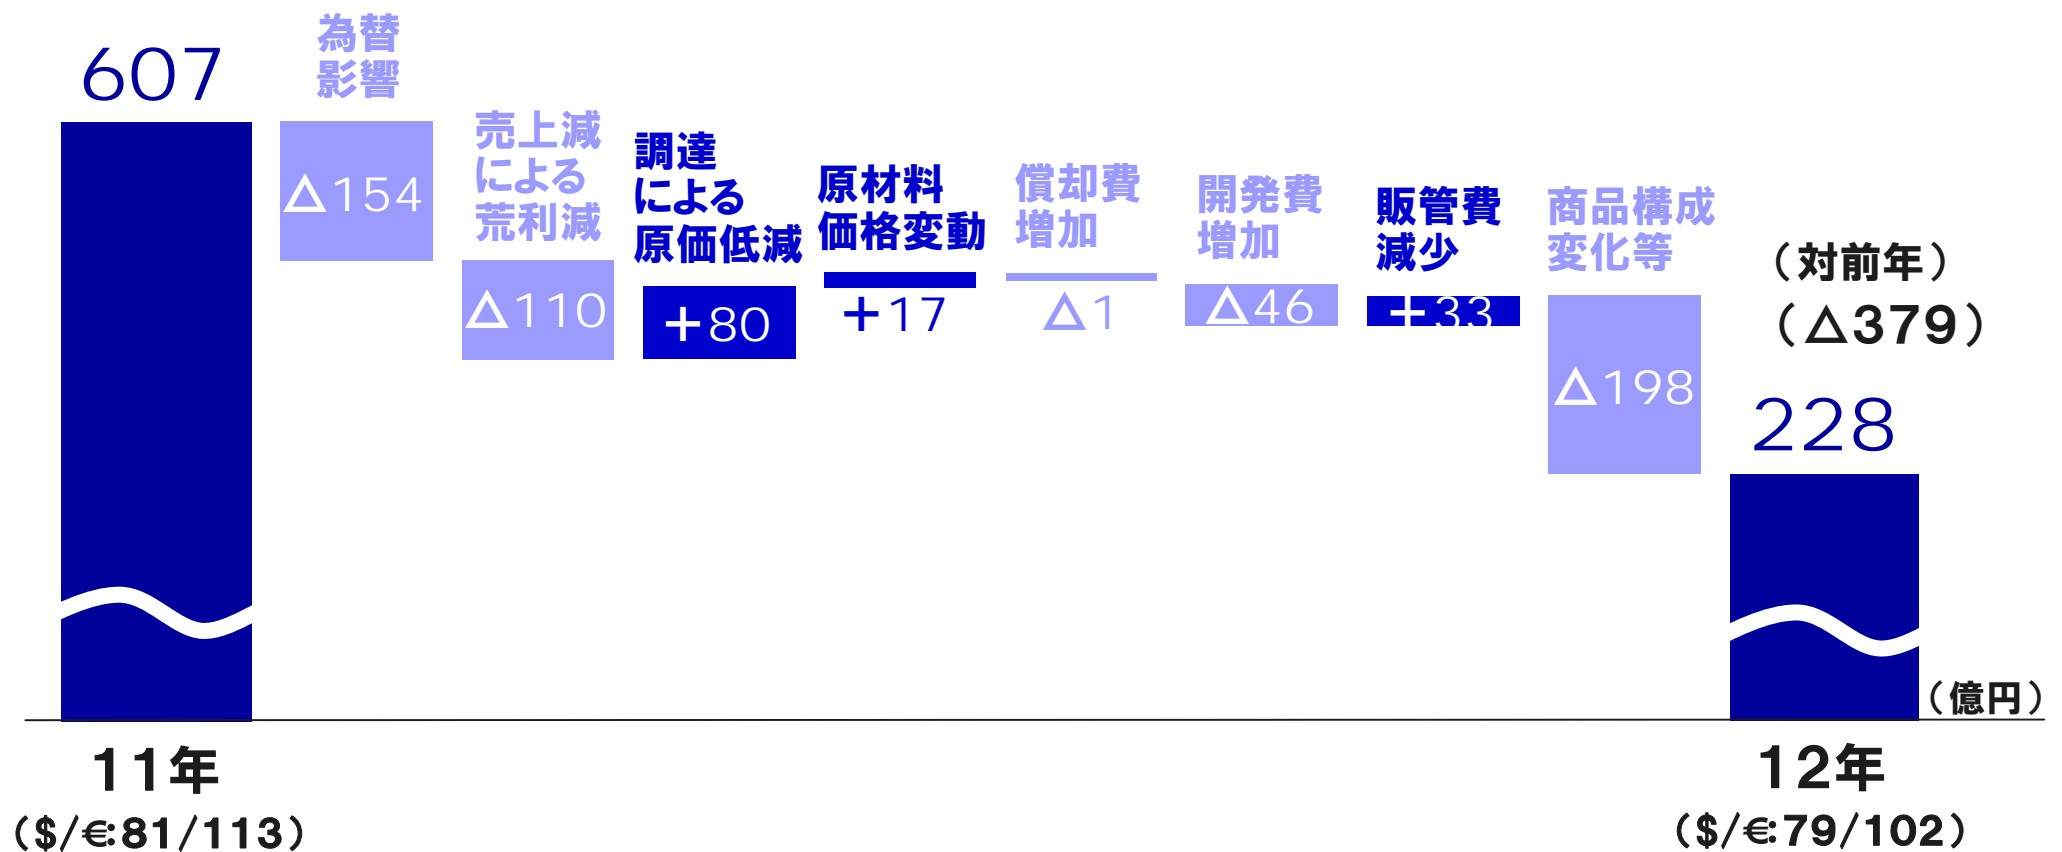 607
為替
影響
△154
売上減
による
荒利減
△110
調達
による
原価低減
+80
原材料
価格変動
+17
償却費
増加
△1
開発費
増加
△46
販管費
減少
+33
商品構成
変化等
△198
（対前年）
（△379）
228
（億円）
11年
（$/€:81/113）
12年
（$/€:79/102）